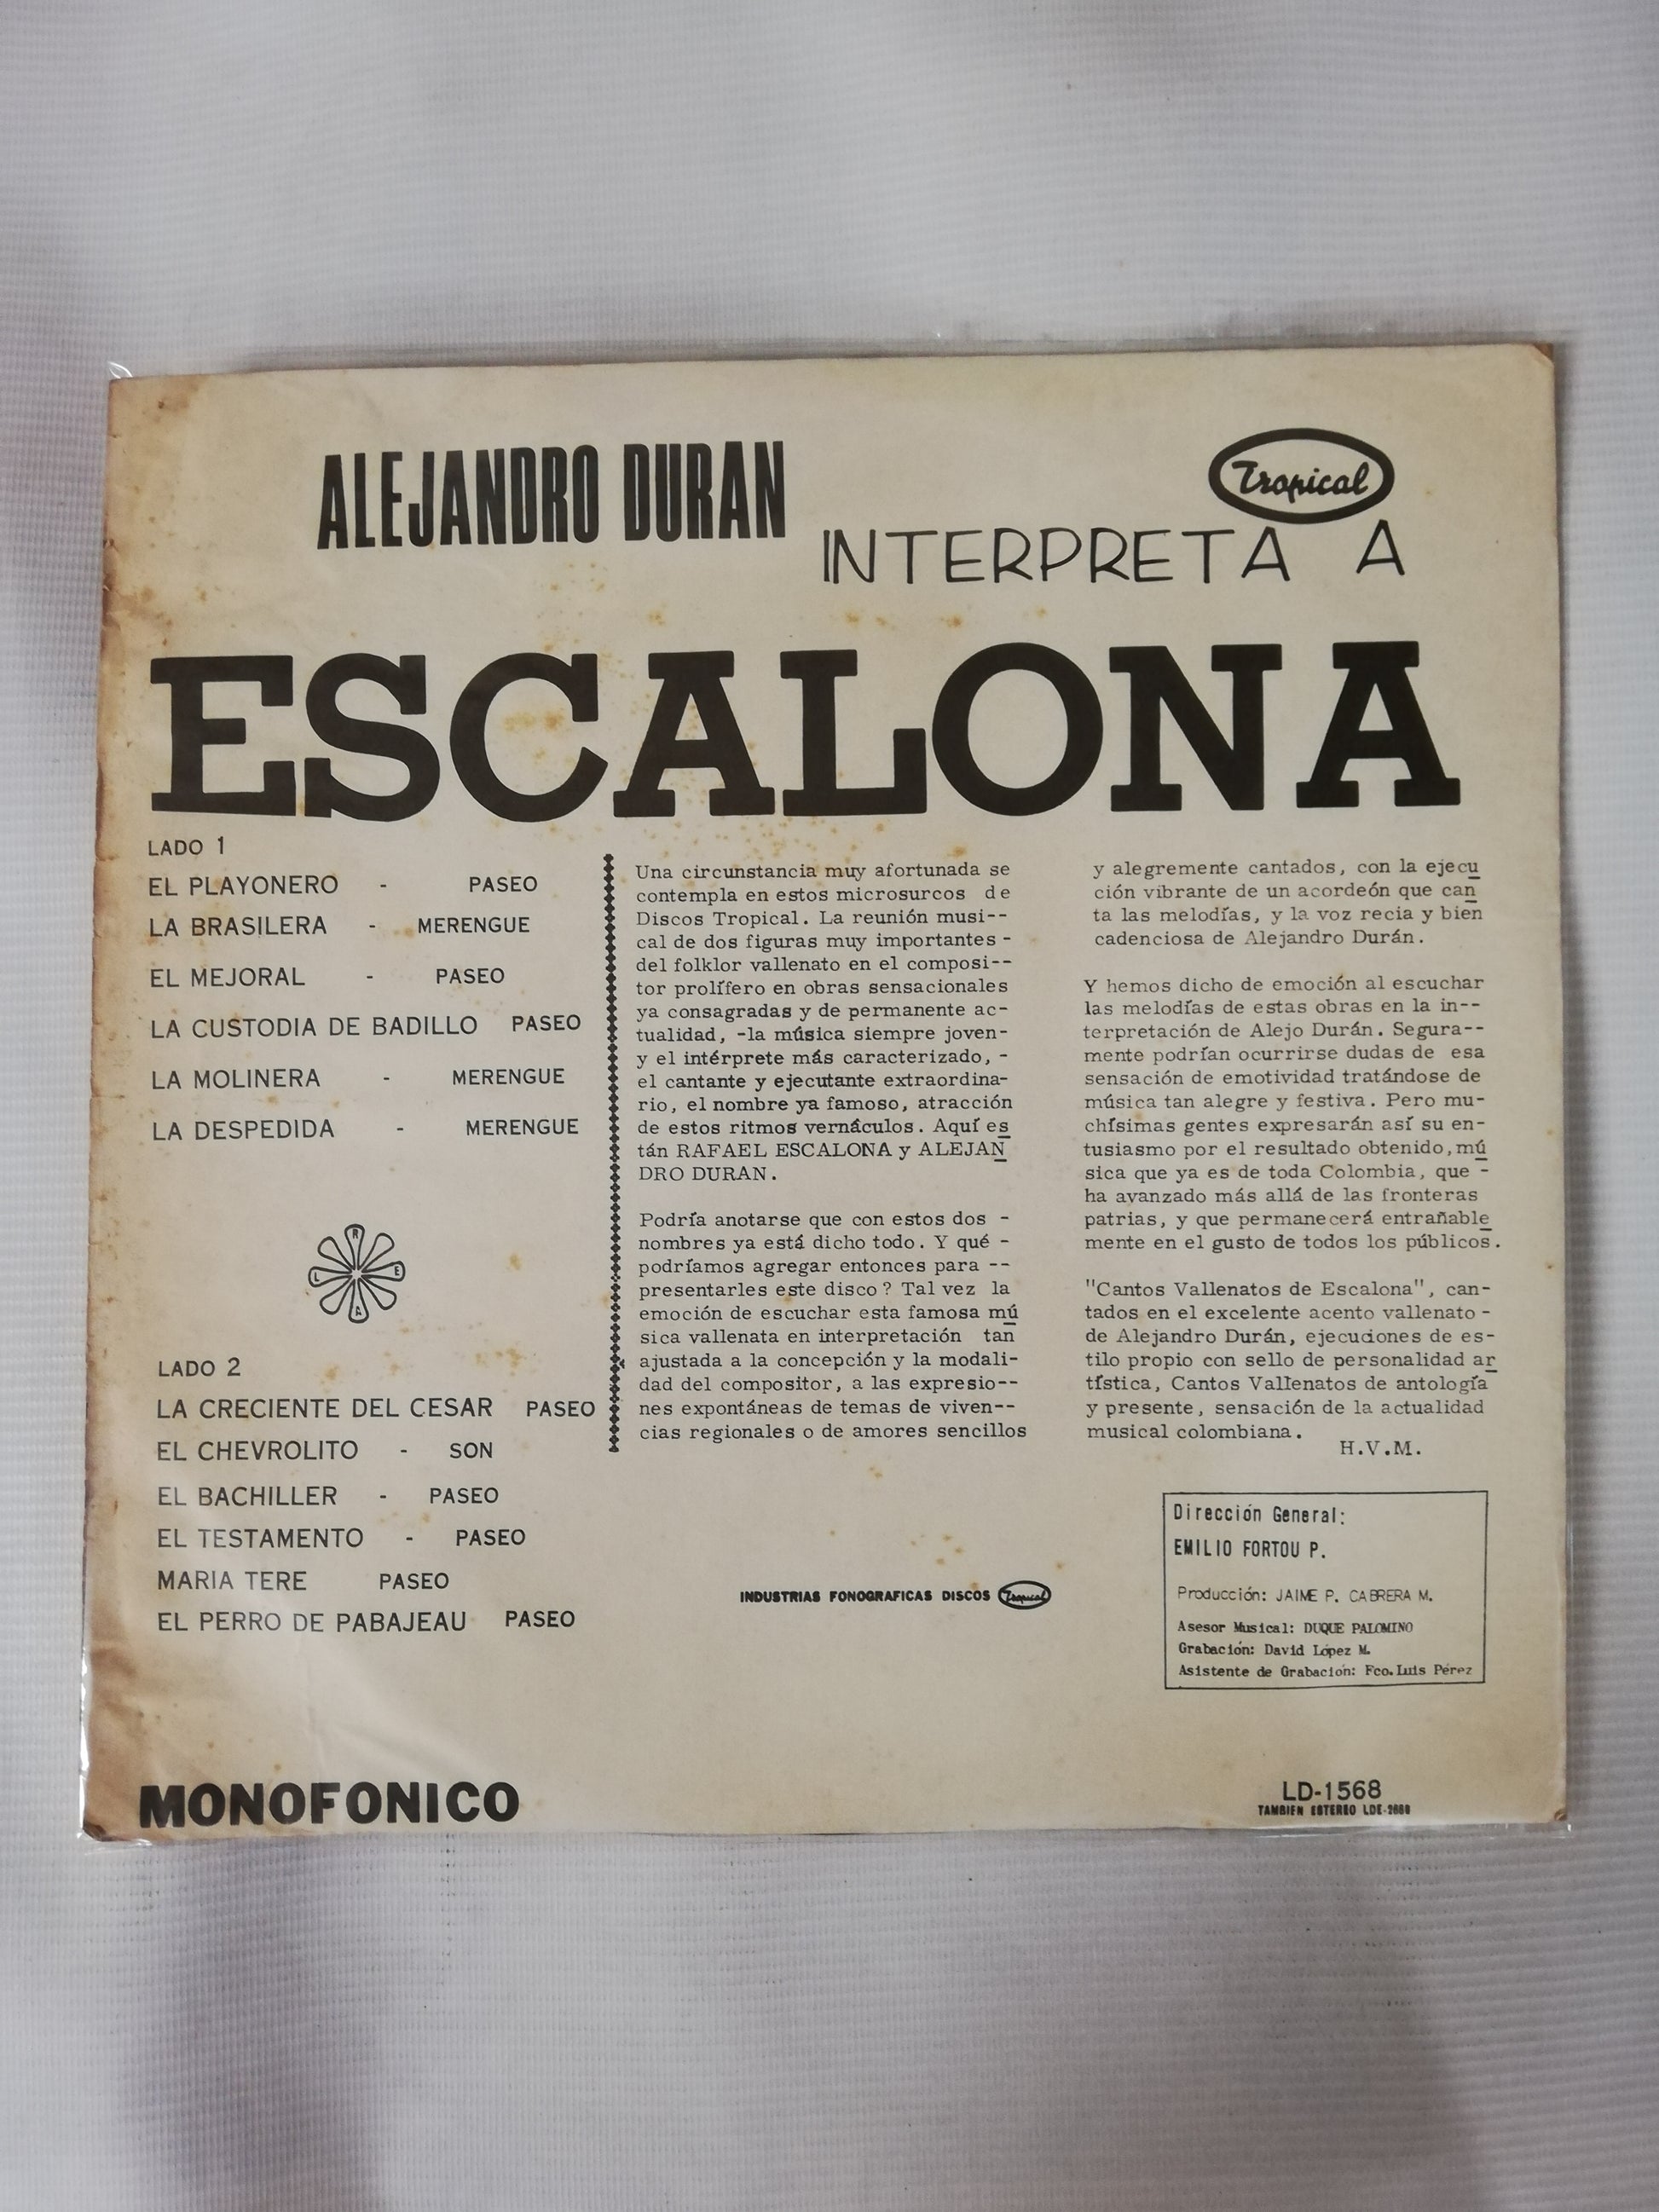 ALEJANDRO DURAN
Tropical
INTERPRETA A
ESCALONA
LADO 1
EL PLAYONERO - PASEO
LA BRASILERA - MERENGUE
EL MEJORAL - PASEO
LA CUSTODIA DE BADILLO PASEO
LA MOLINERA - MERENGUE
LA DESPEDIDA - MERENGUE
R
L E
A
LADO 2
LA CRECIENTE DEL CESAR PASEO
EL CHEVROLITO - SON
EL BACHILLER - PASEO
EL TESTAMENTO - PASEO
MARIA TERE PASEO
EL PERRO DE PABAJEAU PASEO
Una circunstancia muy afortunada se
contempla en estos microsurcos de
Discos Tropical. La reunión musi--
cal de dos figuras muy importantes -
del folklor vallenato en el composi--
tor prolífero en obras sensacionales
ya consagradas y de permanente ac-
tualidad, -la música siempre joven-
y el intérprete más caracterizado, -
el cantante y ejecutante extraordina-
rio, el nombre ya famoso, atracción
de estos ritmos vernáculos. Aquí es
tán RAFAEL ESCALONA y ALEJAN
DRO DURAN.
Podría anotarse que con estos dos -
nombres ya está dicho todo. Y qué -
podríamos agregar entonces para --
presentarles este disco? Tal vez la
emoción de escuchar esta famosa mú
sica vallenata en interpretación tan
ajustada a la concepción y la modali-
dad del compositor, a las expresio--
nes expontáneas de temas de viven--
cias regionales o de amores sencillos
y alegremente cantados, con la ejecu
ción vibrante de un acordeón que can
ta las melodías, y la voz recia y bien
cadenciosa de Alejandro Durán.
Y hemos dicho de emoción al escuchar
las melodías de estas obras en la in--
terpretación de Alejo Durán. Segura--
mente podrían ocurrirse dudas de esa
sensación de emotividad tratándose de
música tan alegre y festiva. Pero mu-
chísimas gentes expresarán así su en-
tusiasmo por el resultado obtenido, mú
sica que ya es de toda Colombia, que -
ha avanzado más allá de las fronteras
patrias, y que permanecerá entrañable
mente en el gusto de todos los públicos.
"Cantos Vallenatos de Escalona", can-
tados en el excelente acento vallenato -
de Alejandro Durán, ejecuciones de es-
tilo propio con sello de personalidad ar
tística, Cantos Vallenatos de antología
y presente, sensación de la actualidad
musical colombiana.
H.V.M.
Dirección General:
EMILIO FORTOU P.
Producción: JAIME P. CABRERA M.
Asesor Musical: DUQUE PALOMINO
Grabación: David López M.
Asistente de Grabación: Fco. Luis Pérez
INDUSTRIAS FONOGRAFICAS DISCOS Tropical
MONOFONICO
LD-1568
TAMBIEN ESTEREO